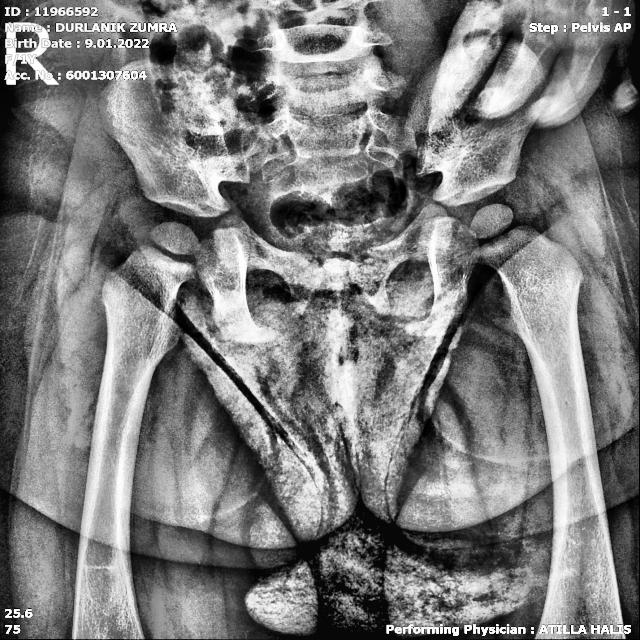 ID : 11966592
Name : DURLANIK ZUMRA
Birth Date : 9.01.2022
Acc. No : 6001307604
R
1 - 1
Step : Pelvis AP
25.6
75
Performing Physician : ATILLA HALIS